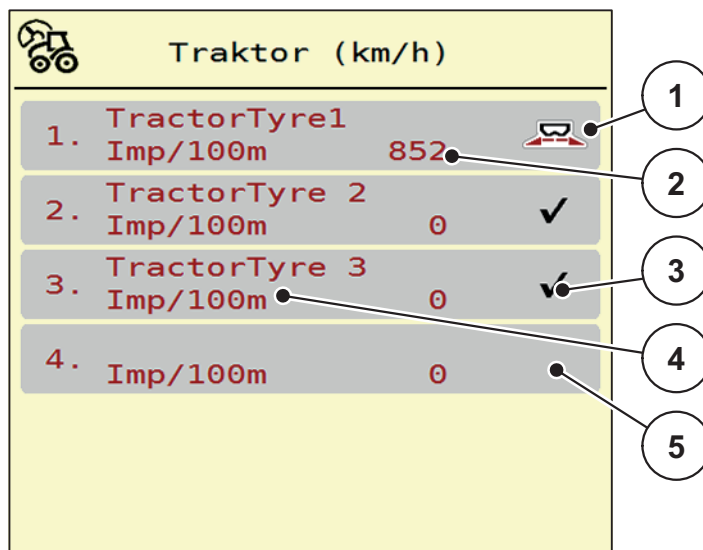 Traktor (km/h)
1. TractorTyre1
Imp/100m 852
2. TractorTyre 2
Imp/100m 0
3. TractorTyre 3
Imp/100m 0
4.
Imp/100m 0
1
2
3
4
5